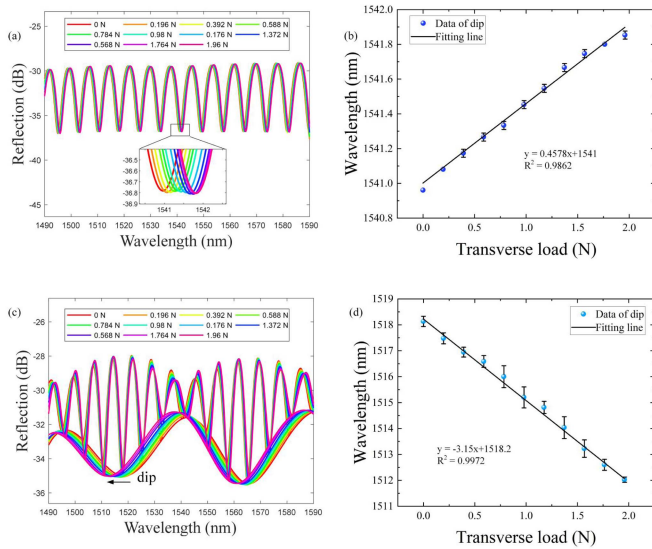 (a)
0 N 0.196 N 0.392 N 0.588 N
0.784 N 0.98 N 0.176 N 1.372 N
0.568 N 1.764 N 1.96 N
-25
-30
-35
-40
-45
Reflection (dB)
-36.5
-36.6
-36.7
-36.8
-36.9
1541 1542
1490 1500 1510 1520 1530 1540 1550 1560 1570 1580 1590
Wavelength (nm)
(b)
Data of dip
Fitting line
1542.0
1541.8
1541.6
1541.4
1541.2
1541.0
1540.8
Wavelength (nm)
y = 0.4578x+1541
R² = 0.9862
0.0 0.5 1.0 1.5 2.0
Transverse load (N)
(c)
0 N 0.196 N 0.392 N 0.588 N
0.784 N 0.98 N 0.176 N 1.372 N
0.568 N 1.764 N 1.96 N
-26
-28
-30
-32
-34
-36
Reflection (dB)
dip
1490 1500 1510 1520 1530 1540 1550 1560 1570 1580 1590
Wavelength (nm)
(d)
Data of dip
Fitting line
1519
1518
1517
1516
1515
1514
1513
1512
1511
Wavelength (nm)
y = -3.15x+1518.2
R² = 0.9972
0.0 0.5 1.0 1.5 2.0
Transverse load (N)